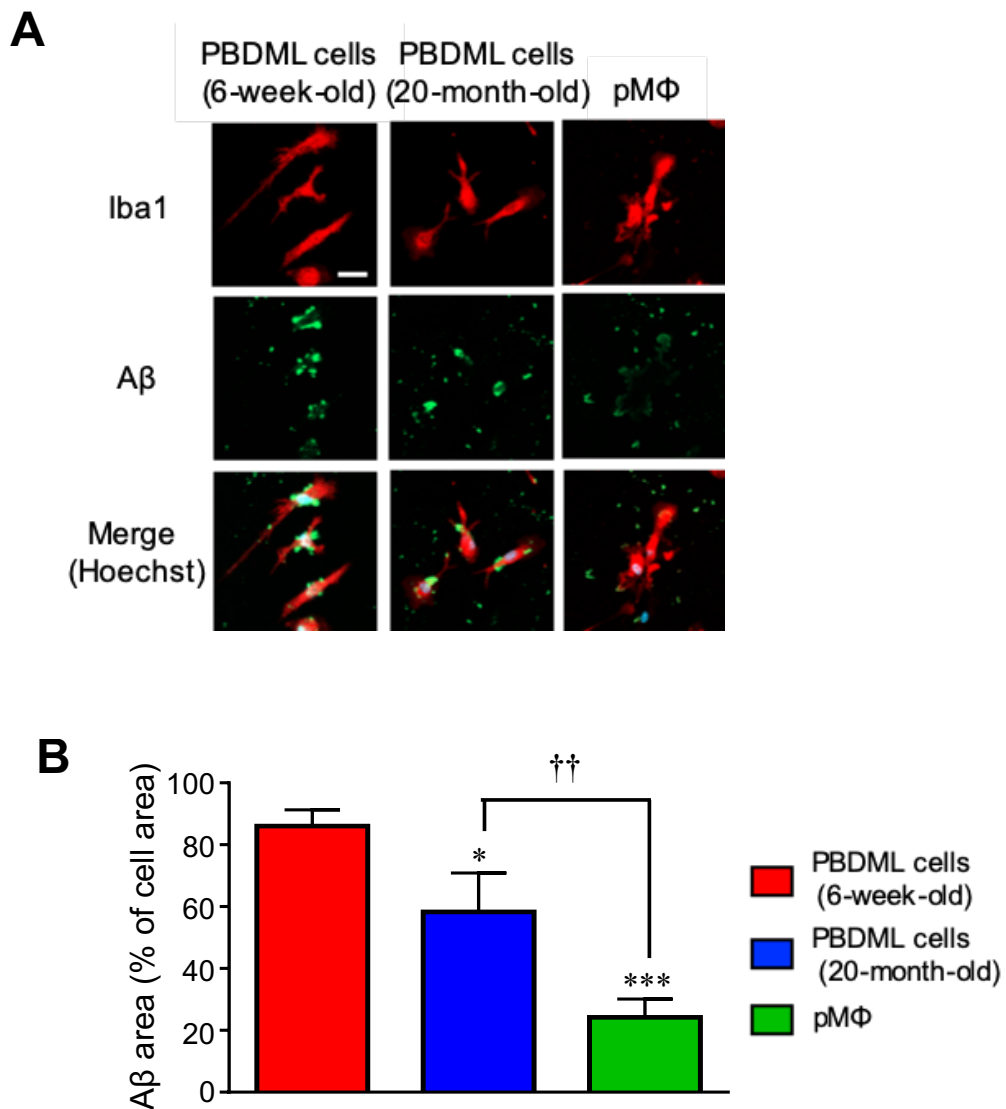 A
PBDML cells
(6-week-old)
PBDML cells
(20-month-old)
pMΦ
Iba1
Aβ
Merge
(Hoechst)
B
Aβ area (% of cell area)
100
80
60
40
20
0
*
††
***
PBDML cells
(6-week-old)
PBDML cells
(20-month-old)
pMΦ